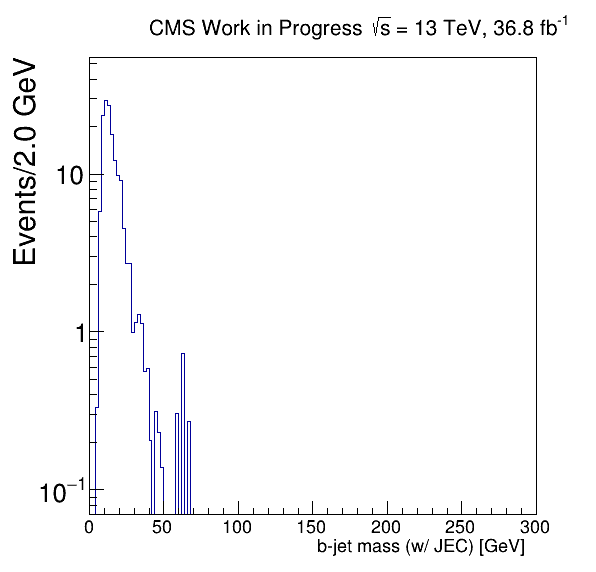 CMS Work in Progress √s = 13 TeV, 36.8 fb⁻¹
Events/2.0 GeV
10
1
10⁻¹
0 50 100 150 200 250 300
b-jet mass (w/ JEC) [GeV]